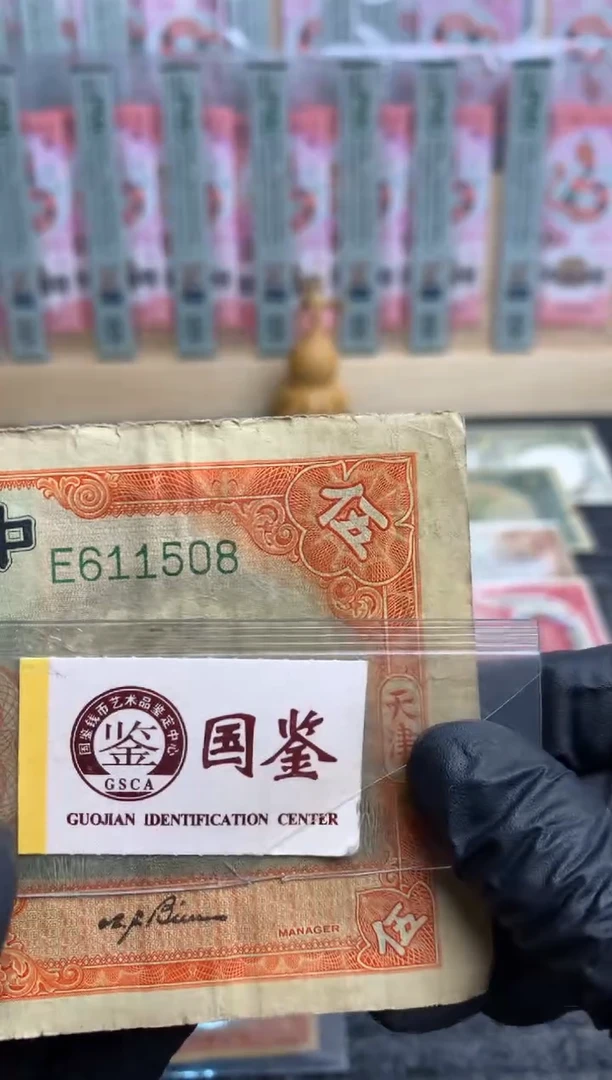 伍
中
E611508
国鉴钱币艺术品鉴定中心
鉴
GSCA
国鉴
GUOJIAN IDENTIFICATION CENTER
天津
MANAGER
伍